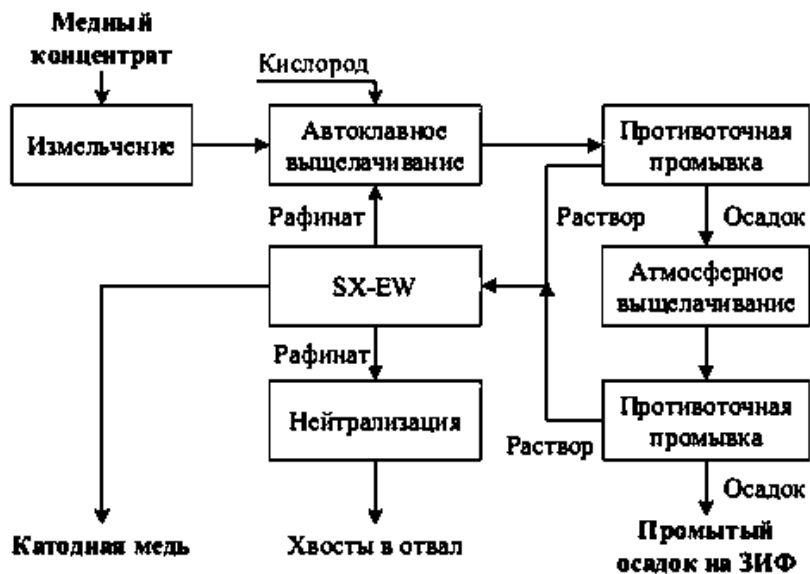 Медный
концентрат
Кислород
Измельчение
Автоклавное
выщелачивание
Противоточная
промывка
Рафинат
Раствор
Осадок
SX-EW
Атмосферное
выщелачивание
Рафинат
Нейтрализация
Раствор
Противоточная
промывка
Осадок
Катодная медь
Хвосты в отвал
Промытый
осадок на ЗИФ